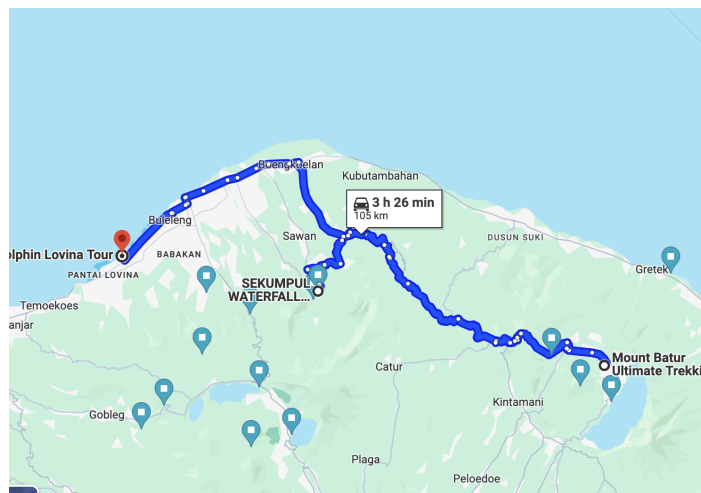 Boengkoelan
Kubutambahan
3 h 26 min
105 km
Buleleng
Sawan
DUSUN SUKI
olphin Lovina Tour
BABAKAN
PANTAI LOVINA
Gretek
SEKUMPUL
WATERFALL...
Temoekoes
anjar
Mount Batur
Ultimate Trekki
Catur
Kintamani
Gobleg
Plaga
Peloedoe